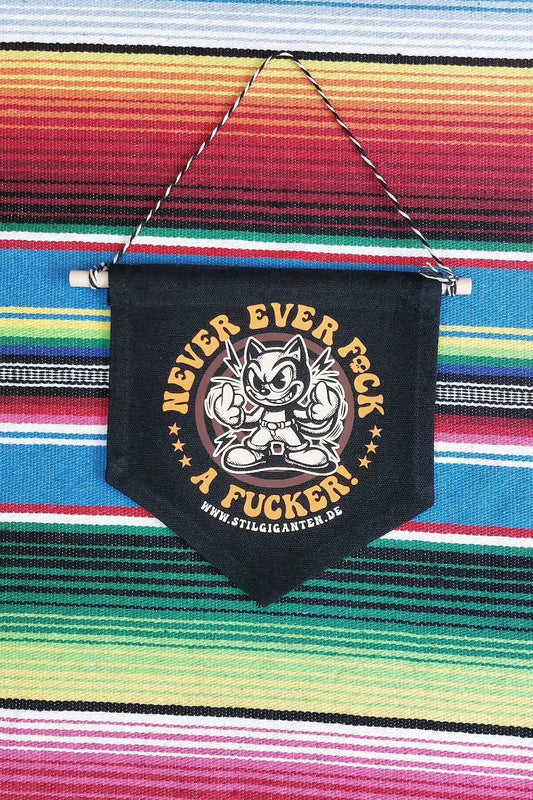 NEVER EVER F☠CK
A FUCKER!
WWW.STILGIGANTEN.DE